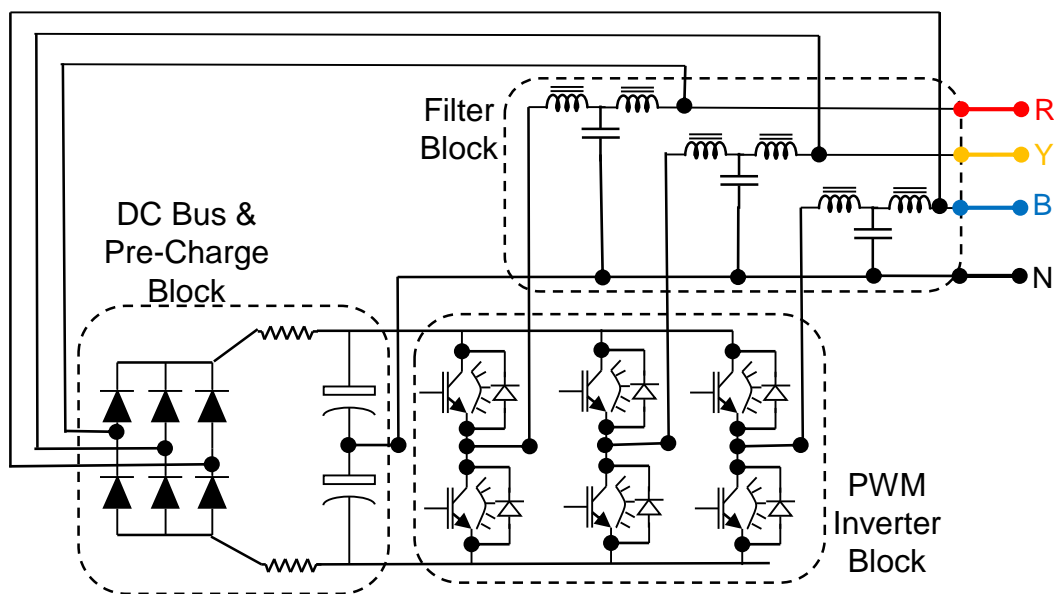 Filter
Block
R
Y
B
N
DC Bus &
Pre-Charge
Block
PWM
Inverter
Block